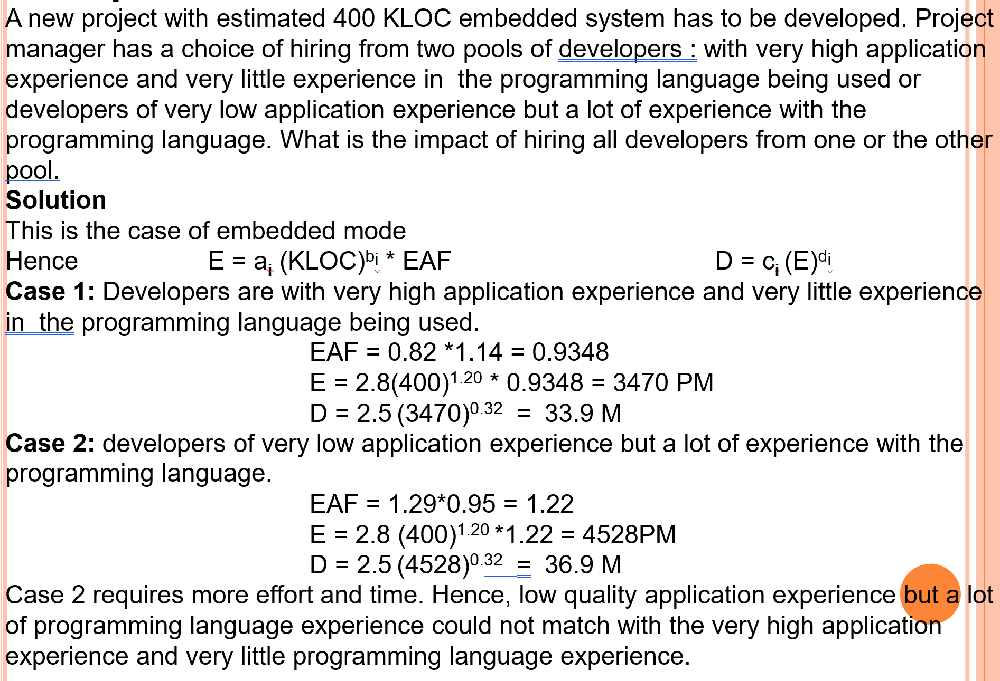 A new project with estimated 400 KLOC embedded system has to be developed. Project
manager has a choice of hiring from two pools of developers : with very high application
experience and very little experience in  the programming language being used or
developers of very low application experience but a lot of experience with the
programming language. What is the impact of hiring all developers from one or the other
pool.
Solution
This is the case of embedded mode
Hence E = aᵢ (KLOC)ᵇⁱ * EAF D = cᵢ (E)ᵈⁱ
Case 1: Developers are with very high application experience and very little experience
in  the programming language being used.
EAF = 0.82 *1.14 = 0.9348
E = 2.8(400)¹·²⁰ * 0.9348 = 3470 PM
D = 2.5 (3470)⁰·³² = 33.9 M
Case 2: developers of very low application experience but a lot of experience with the
programming language.
EAF = 1.29*0.95 = 1.22
E = 2.8 (400)¹·²⁰ *1.22 = 4528PM
D = 2.5 (4528)⁰·³² = 36.9 M
Case 2 requires more effort and time. Hence, low quality application experience but a lot
of programming language experience could not match with the very high application
experience and very little programming language experience.